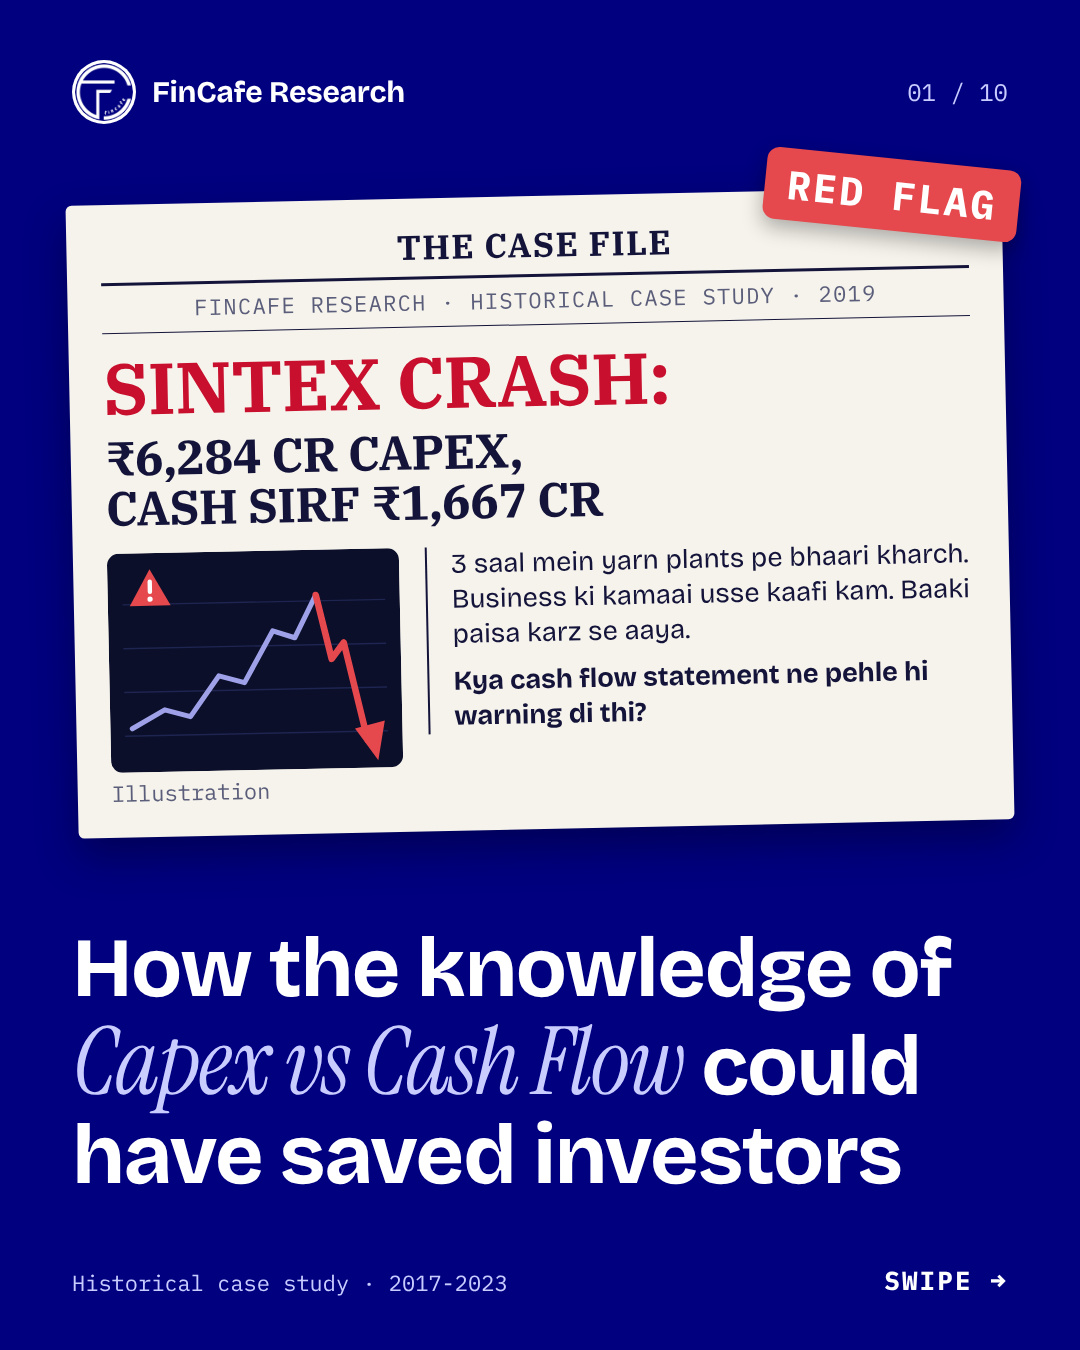 fincafe
FinCafe Research
01 / 10
RED FLAG
THE CASE FILE
FINCAFE RESEARCH · HISTORICAL CASE STUDY · 2019
SINTEX CRASH:
₹6,284 CR CAPEX,
CASH SIRF ₹1,667 CR
3 saal mein yarn plants pe bhaari kharch.
Business ki kamaai usse kaafi kam. Baaki
paisa karz se aaya.
Kya cash flow statement ne pehle hi
warning di thi?
Illustration
How the knowledge of
Capex vs Cash Flow could
have saved investors
Historical case study · 2017-2023
SWIPE →